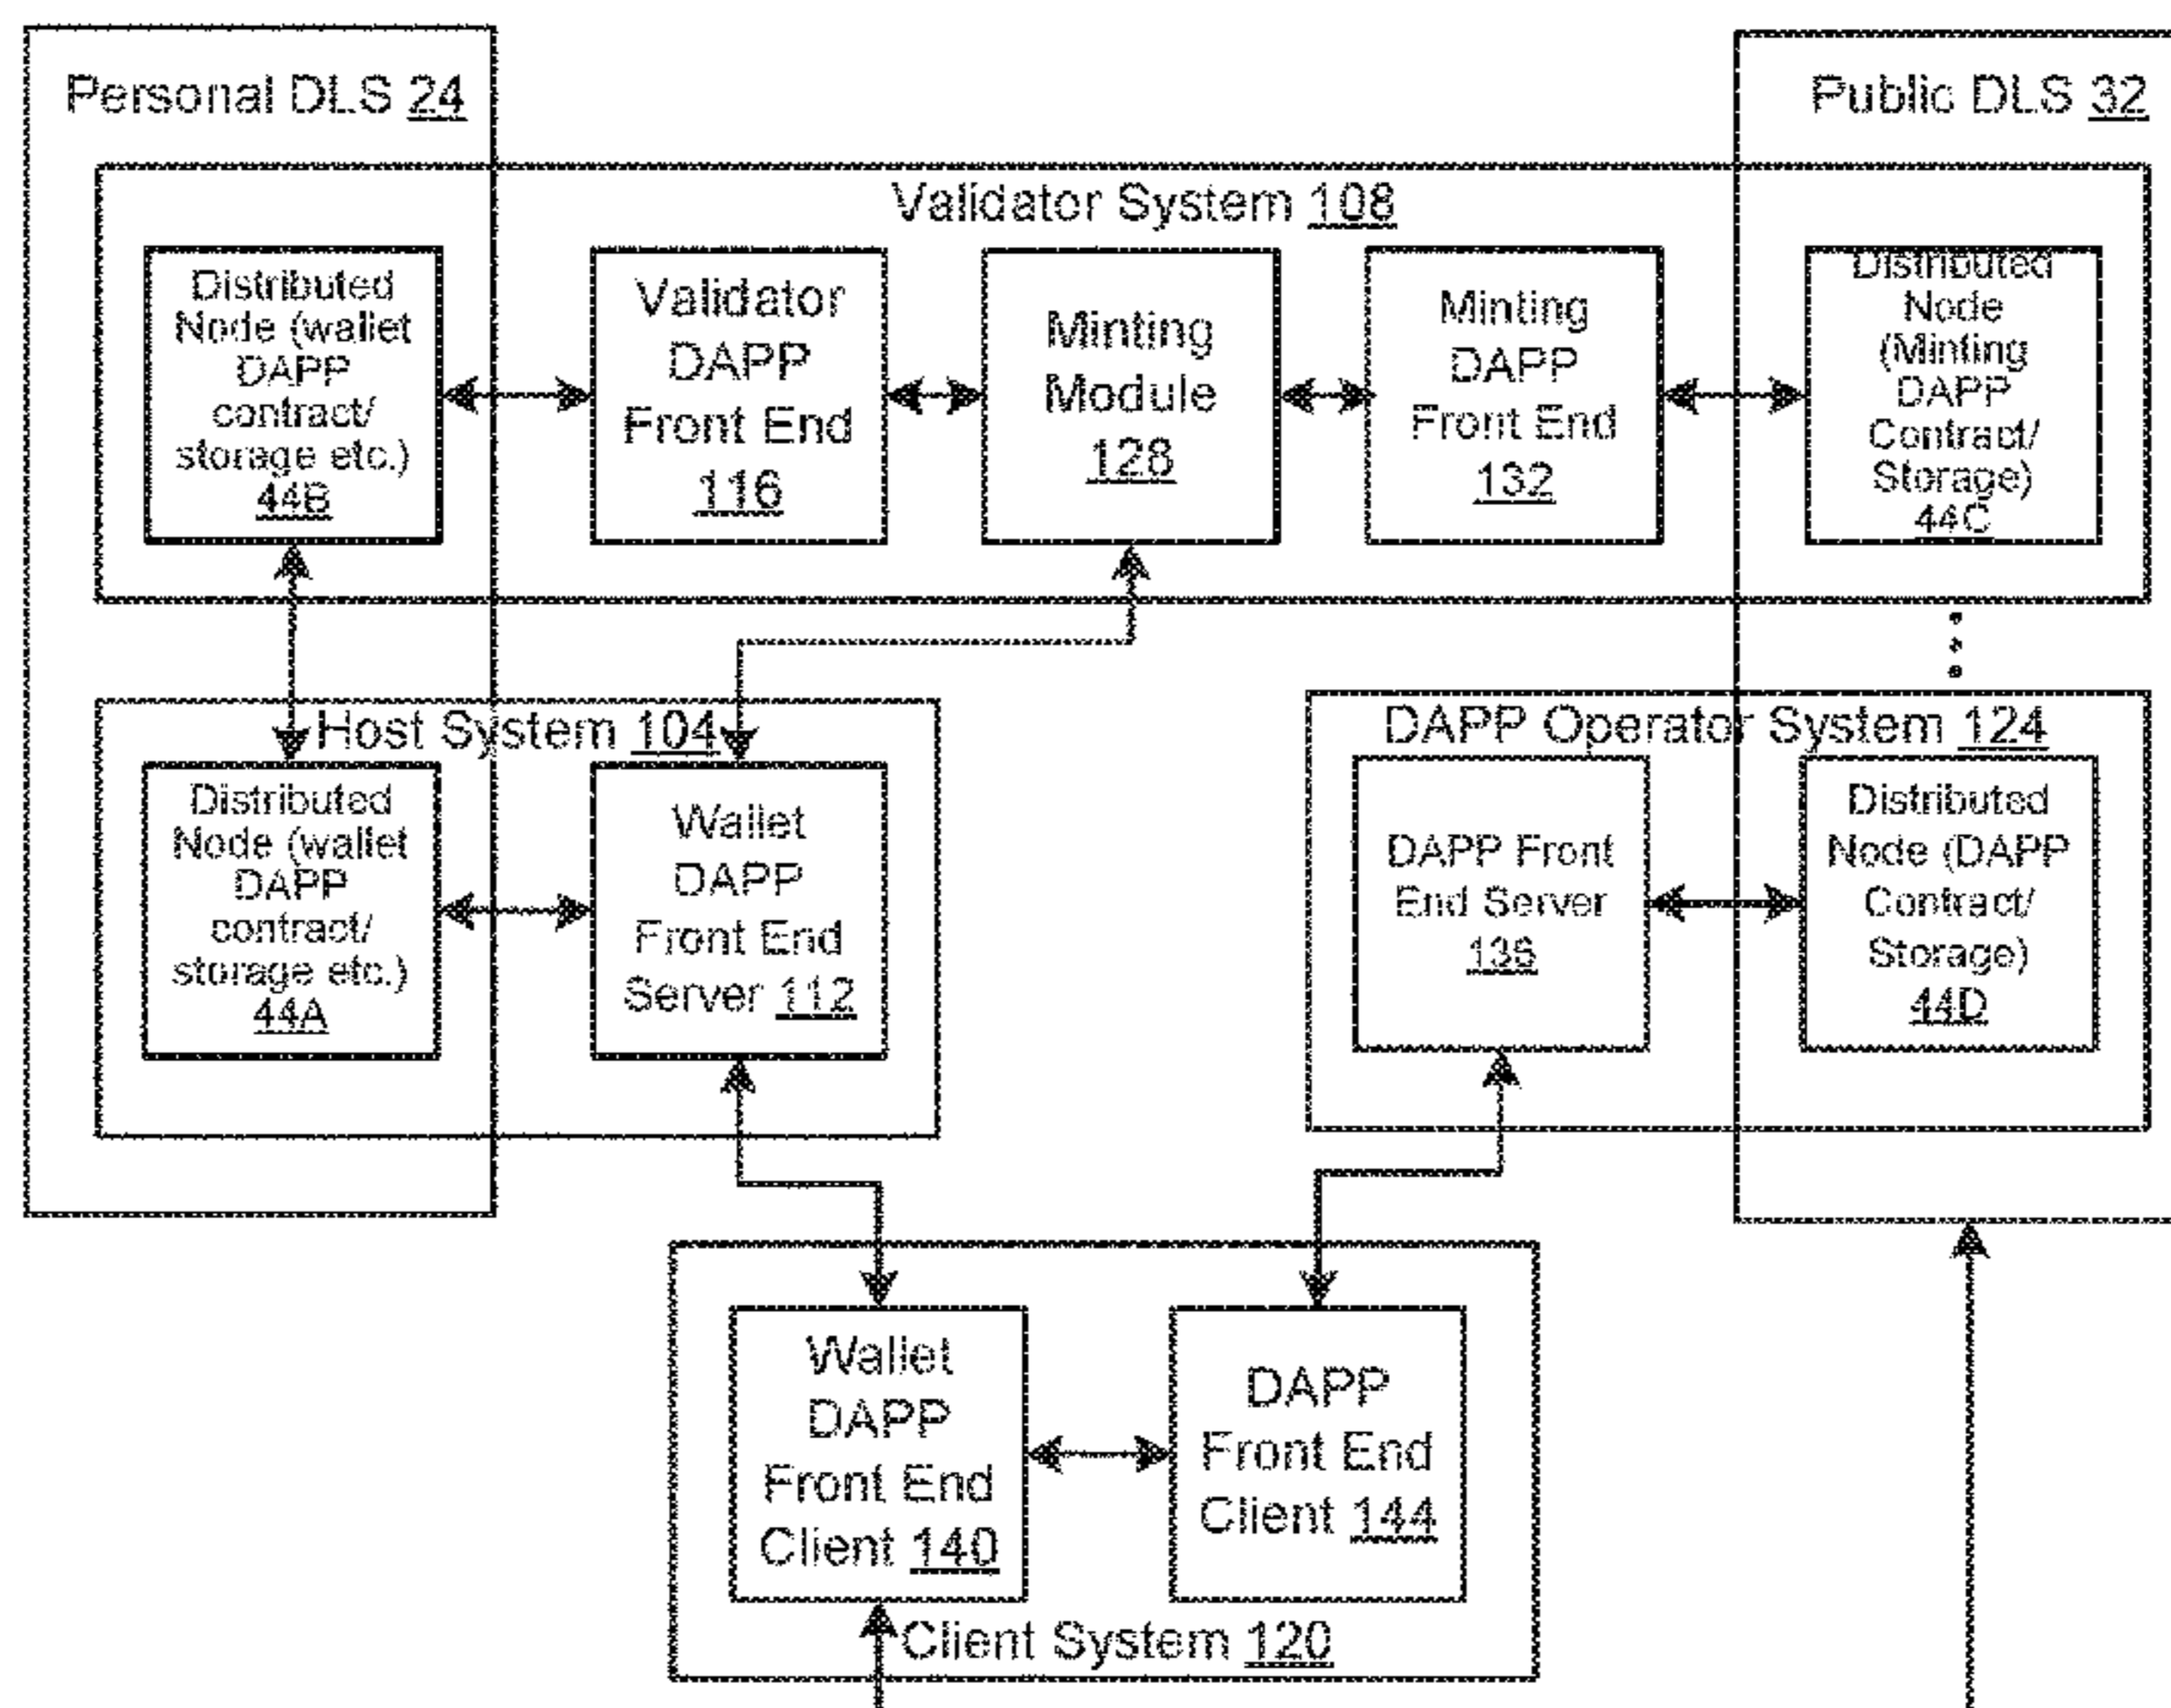 Personal DLS 24
Public DLS 32
Validator System 108
Distributed
Node (wallet
DAPP
contract/
storage etc.)
44B
Validator
DAPP
Front End
116
Minting
Module
128
Minting
DAPP
Front End
132
Distributed
Node
(Minting
DAPP
Contract/
Storage)
44C
Host System 104
Distributed
Node (wallet
DAPP
contract/
storage etc.)
44A
Wallet
DAPP
Front End
Server 112
DAPP Operator System 124
DAPP Front
End Server
136
Distributed
Node (DAPP
Contract/
Storage)
44D
Wallet
DAPP
Front End
Client 140
DAPP
Front End
Client 144
Client System 120